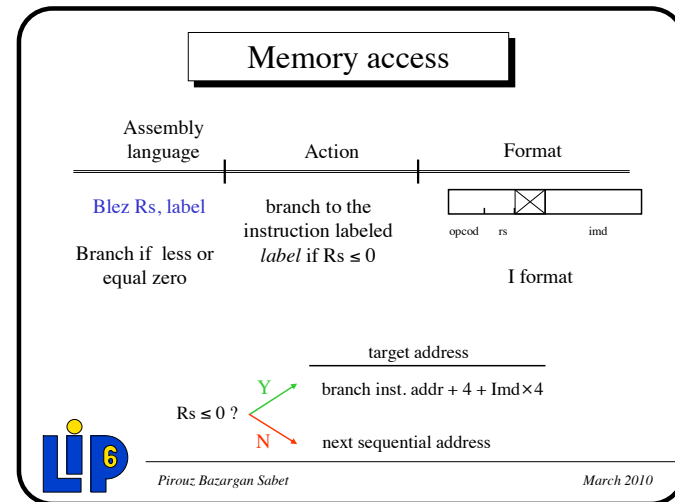 Memory access
Assembly
language
Action
Format
Blez Rs, label
branch to the
instruction labeled
label if Rs ≤ 0
opcod rs imd
Branch if less or
equal zero
I format
target address
Y
branch inst. addr + 4 + Imd×4
Rs ≤ 0 ?
N
next sequential address
LIP6
Pirouz Bazargan Sabet
March 2010